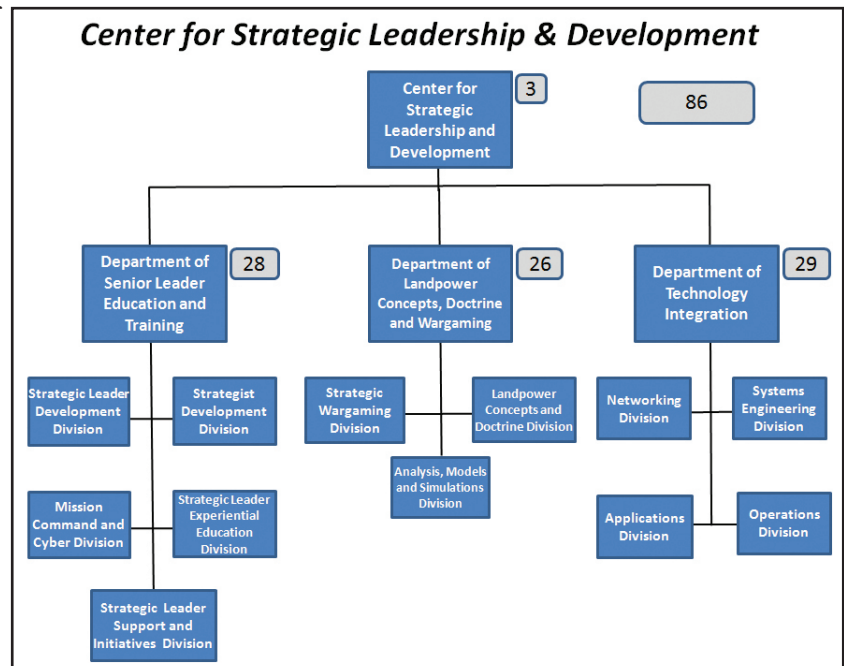 Center for Strategic Leadership & Development
Center for
Strategic
Leadership and
Development
3
86
Department of
Senior Leader
Education and
Training
28
Department of
Landpower
Concepts, Doctrine
and Wargaming
26
Department of
Technology
Integration
29
Strategic Leader
Development
Division
Strategist
Development
Division
Strategic
Wargaming
Division
Landpower
Concepts and
Doctrine Division
Networking
Division
Systems
Engineering
Division
Analysis, Models
and Simulations
Division
Mission
Command and
Cyber Division
Strategic Leader
Experiential
Education
Division
Applications
Division
Operations
Division
Strategic Leader
Support and
Initiatives Division